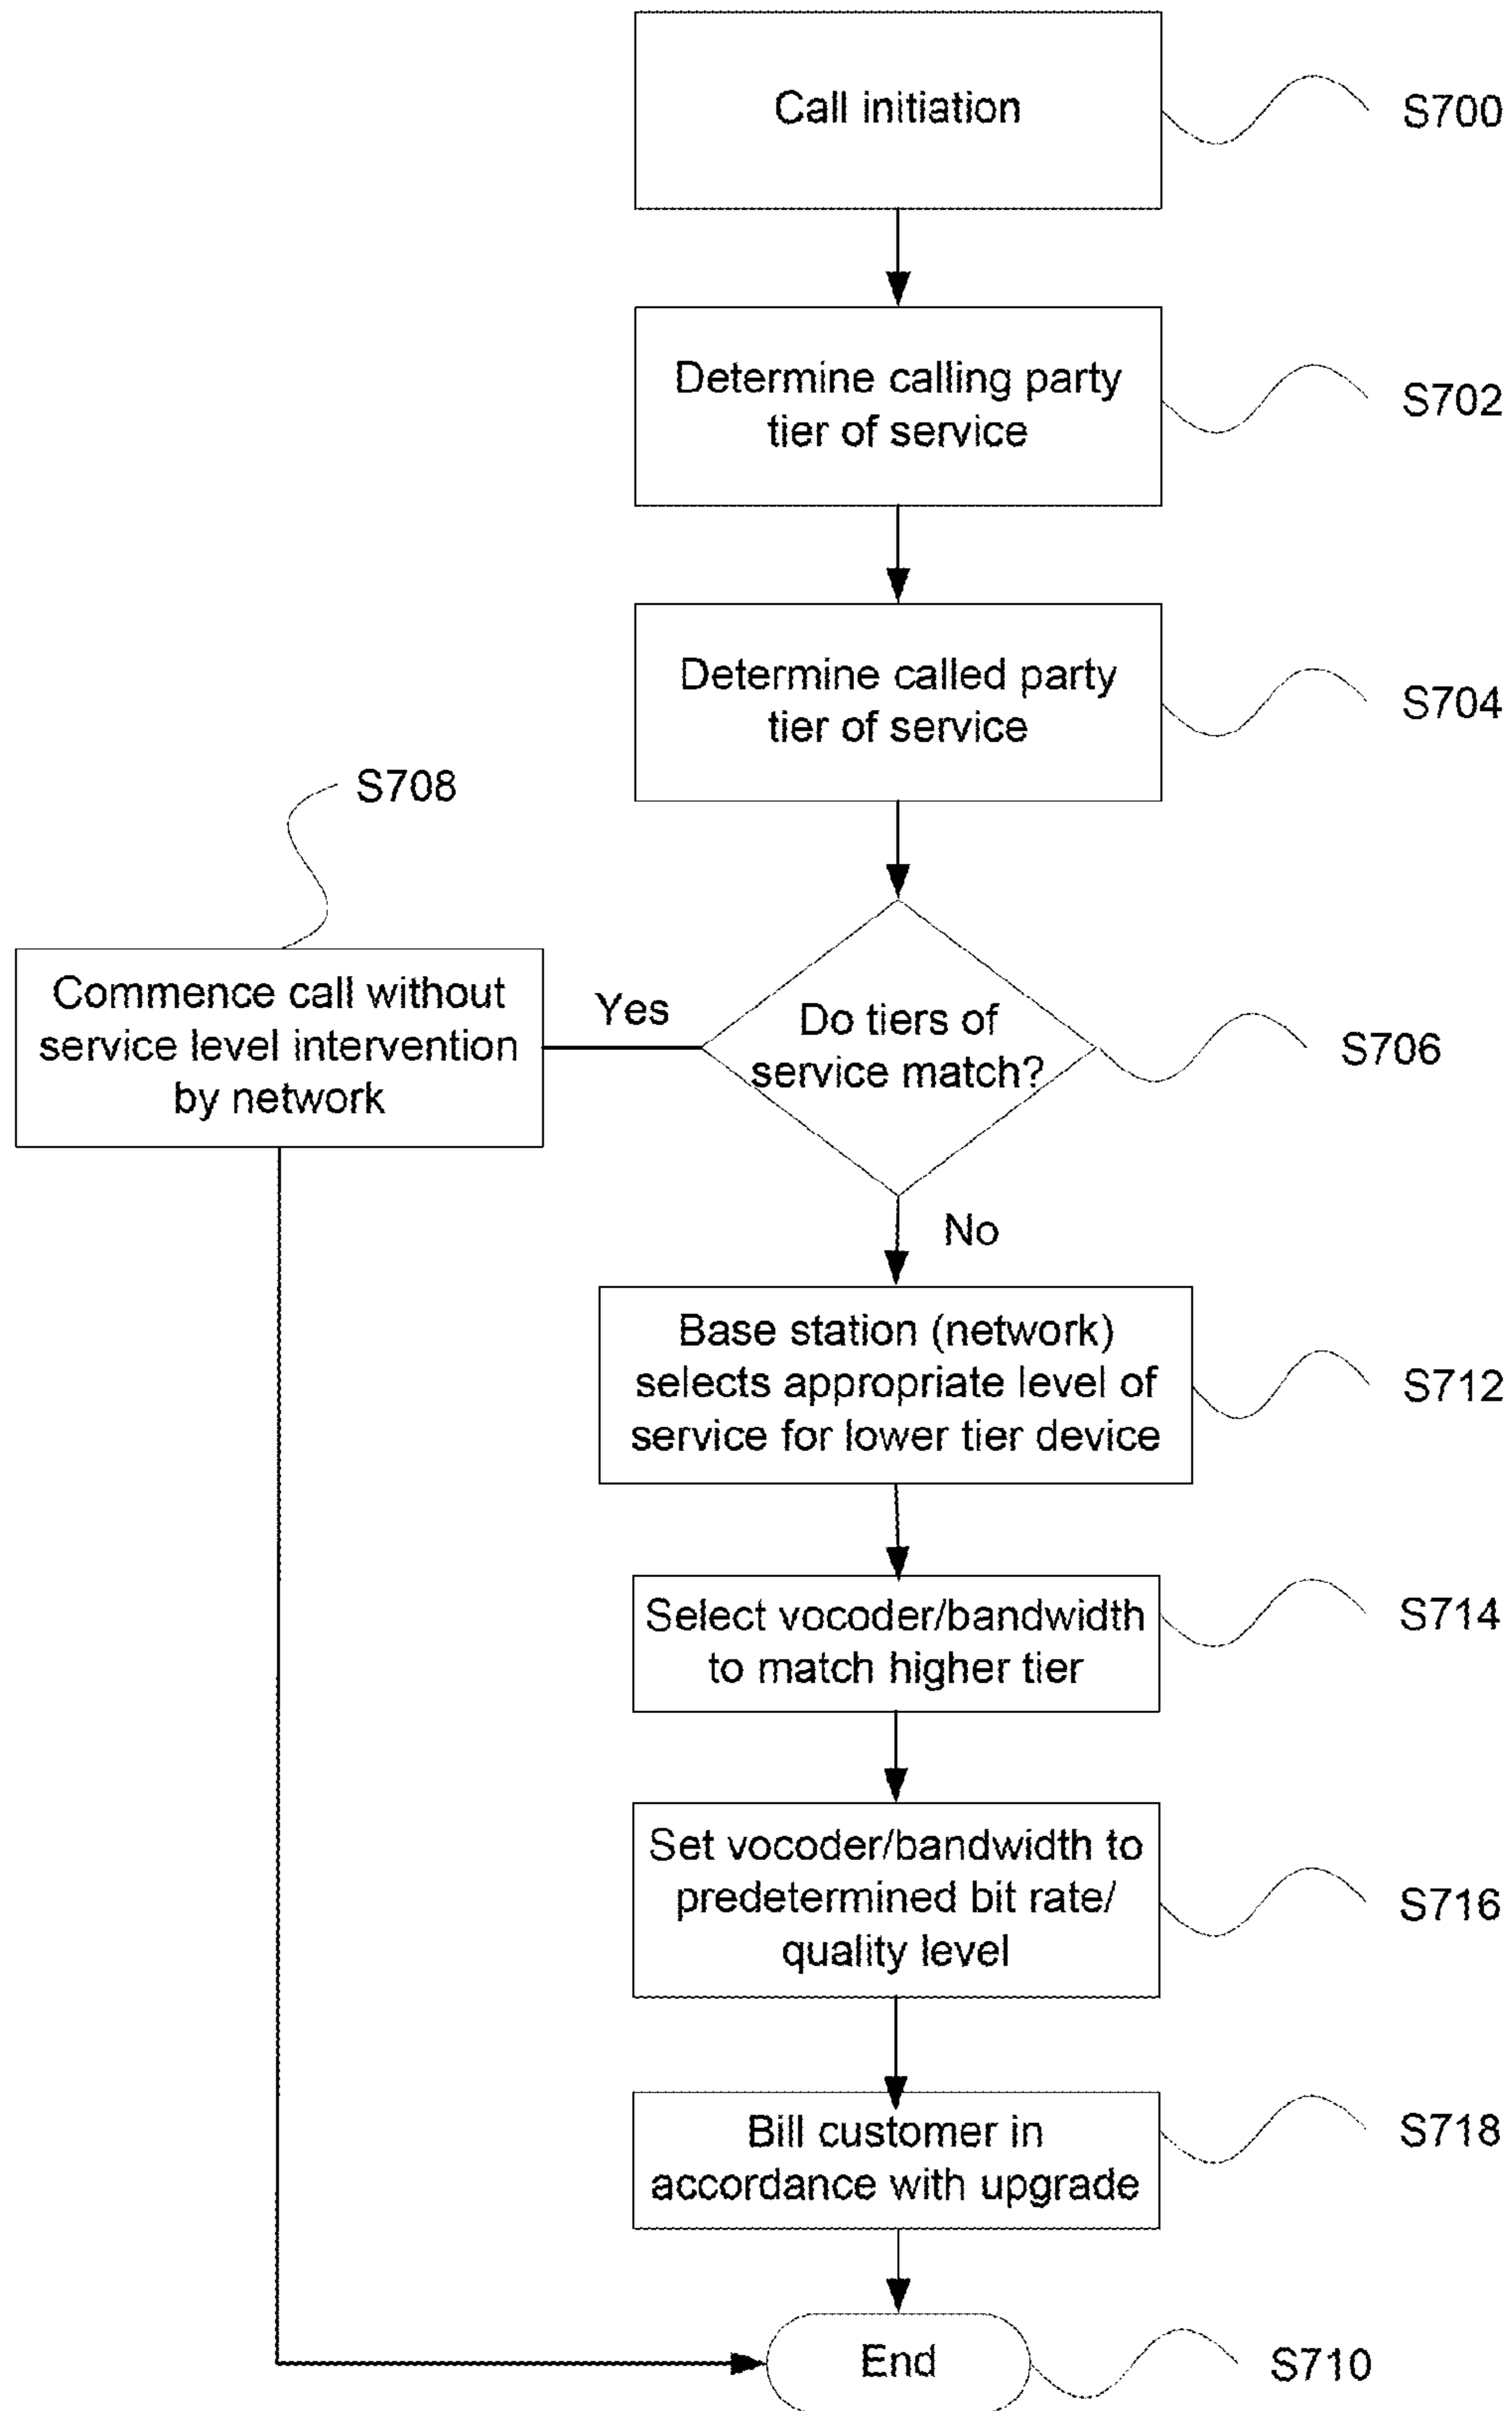 Call initiation
S700
Determine calling party
tier of service
S702
Determine called party
tier of service
S704
S708
Commence call without
service level intervention
by network
Yes
Do tiers of
service match?
S706
No
Base station (network)
selects appropriate level of
service for lower tier device
S712
Select vocoder/bandwidth
to match higher tier
S714
Set vocoder/bandwidth to
predetermined bit rate/
quality level
S716
Bill customer in
accordance with upgrade
S718
End
S710